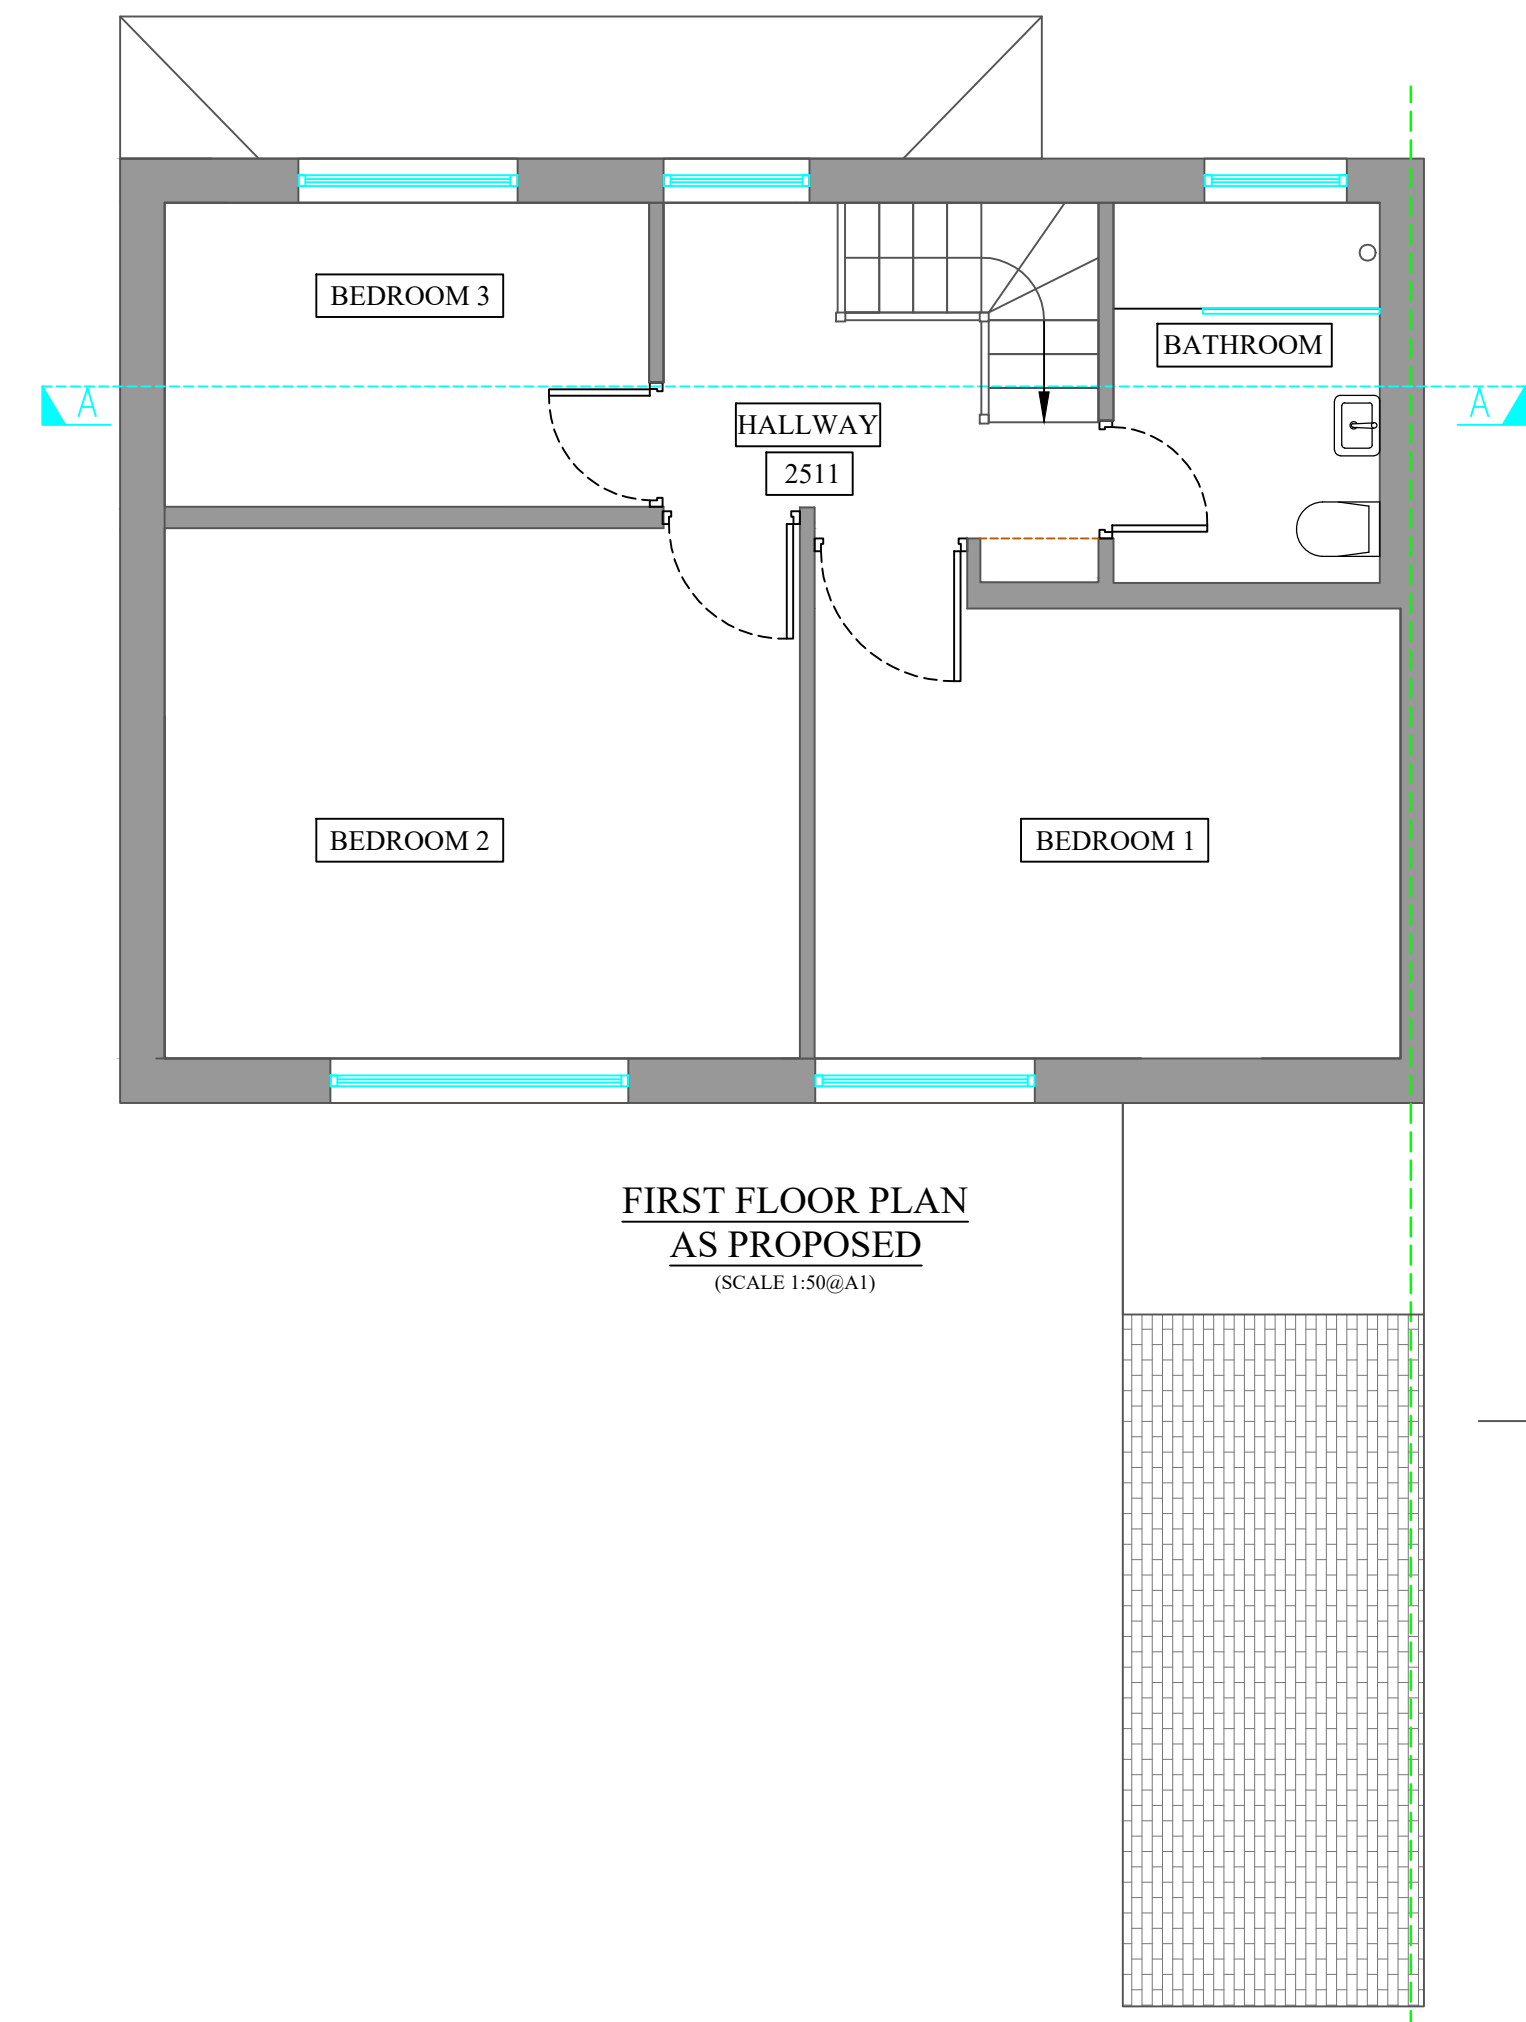 BEDROOM 3
BATHROOM
A
HALLWAY
A
2511
BEDROOM 2
BEDROOM 1
FIRST FLOOR PLAN
AS PROPOSED
(SCALE 1:50@A1)